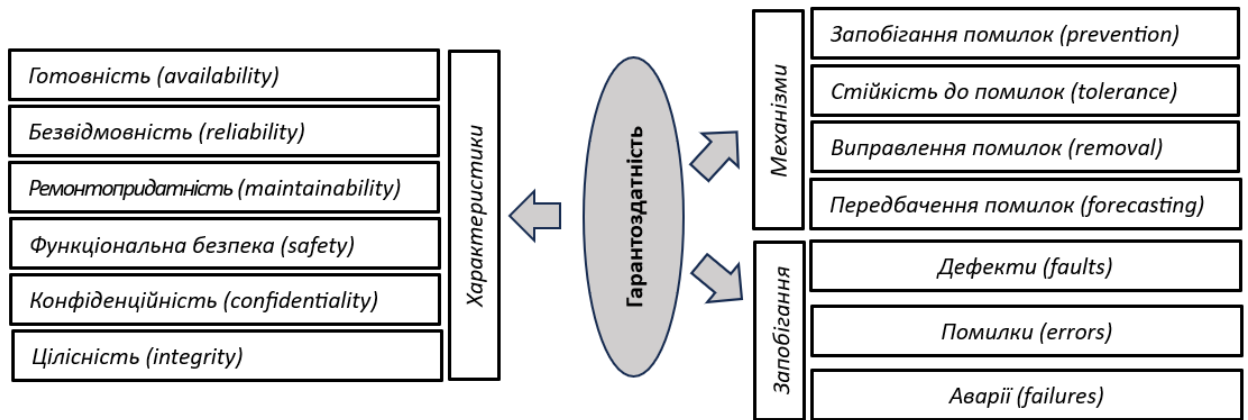 Готовність (availability)
Безвідмовність (reliability)
Ремонтопридатність (maintainability)
Функціональна безпека (safety)
Конфіденційність (confidentiality)
Цілісність (integrity)
Характеристики
Гарантоздатність
Механізми
Запобігання помилок (prevention)
Стійкість до помилок (tolerance)
Виправлення помилок (removal)
Передбачення помилок (forecasting)
Запобігання
Дефекти (faults)
Помилки (errors)
Аварії (failures)